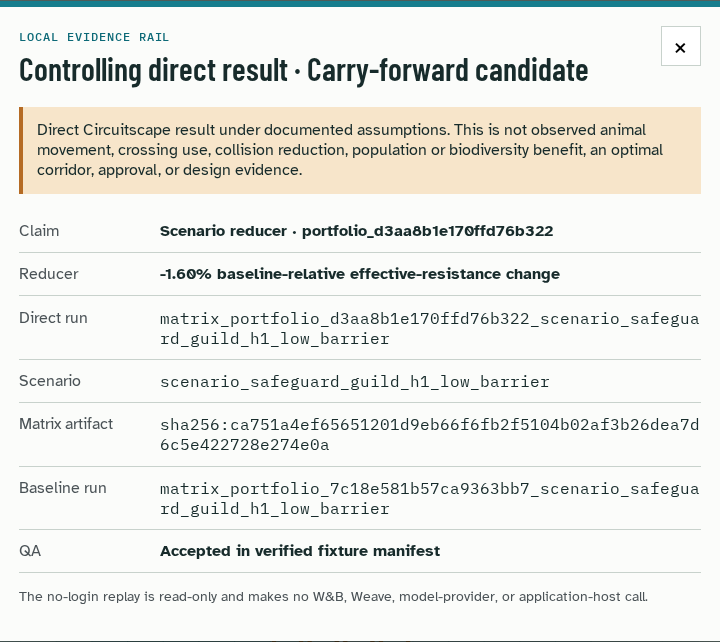 LOCAL EVIDENCE RAIL
Controlling direct result · Carry-forward candidate
×
Direct Circuitscape result under documented assumptions. This is not observed animal
movement, crossing use, collision reduction, population or biodiversity benefit, an optimal
corridor, approval, or design evidence.
Claim Scenario reducer · portfolio_d3aa8b1e170ffd76b322
Reducer -1.60% baseline-relative effective-resistance change
Direct run matrix_portfolio_d3aa8b1e170ffd76b322_scenario_safegua
rd_guild_h1_low_barrier
Scenario scenario_safeguard_guild_h1_low_barrier
Matrix artifact sha256:ca751a4ef65651201d9eb66f6fb2f5104b02af3b26dea7d
6c5e422728e274e0a
Baseline run matrix_portfolio_7c18e581b57ca9363bb7_scenario_safegua
rd_guild_h1_low_barrier
QA Accepted in verified fixture manifest
The no-login replay is read-only and makes no W&B, Weave, model-provider, or application-host call.